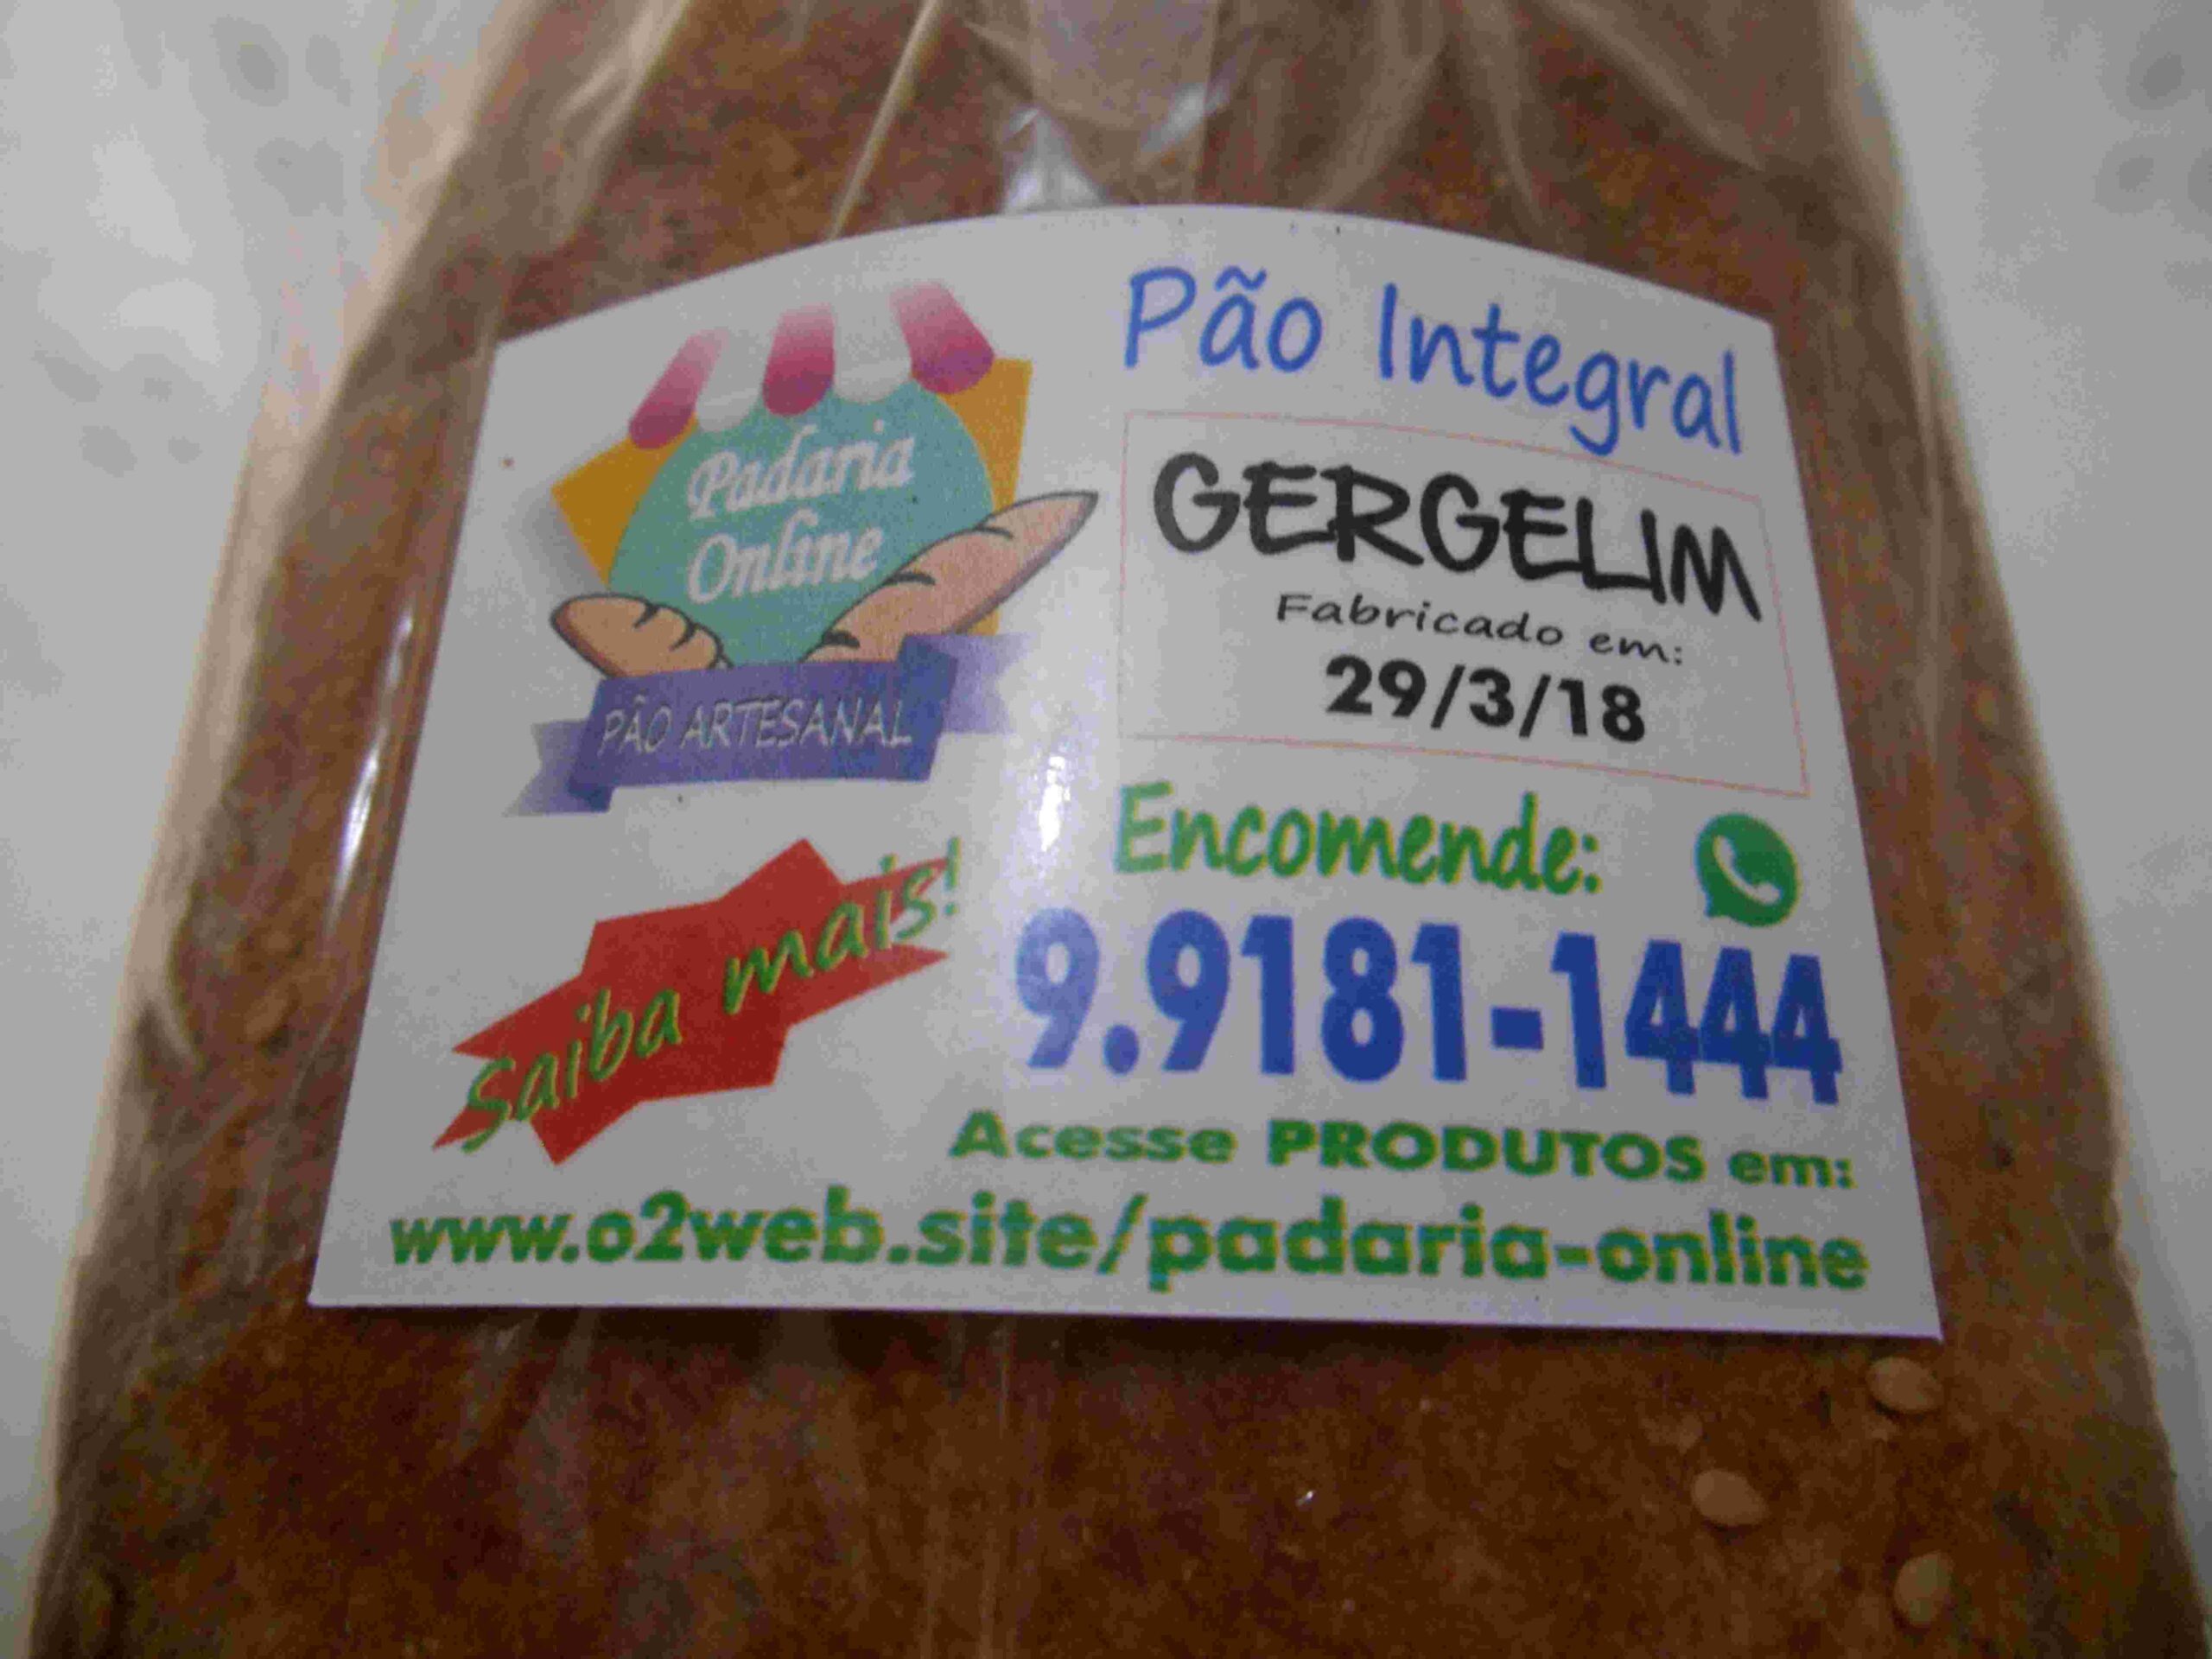 Padaria
Online
PÃO ARTESANAL
Pão Integral
GERGELIM
Fabricado em:
29/3/18
Saiba mais!
Encomende:
9.9181-1444
Acesse PRODUTOS em:
www.o2web.site/padaria-online